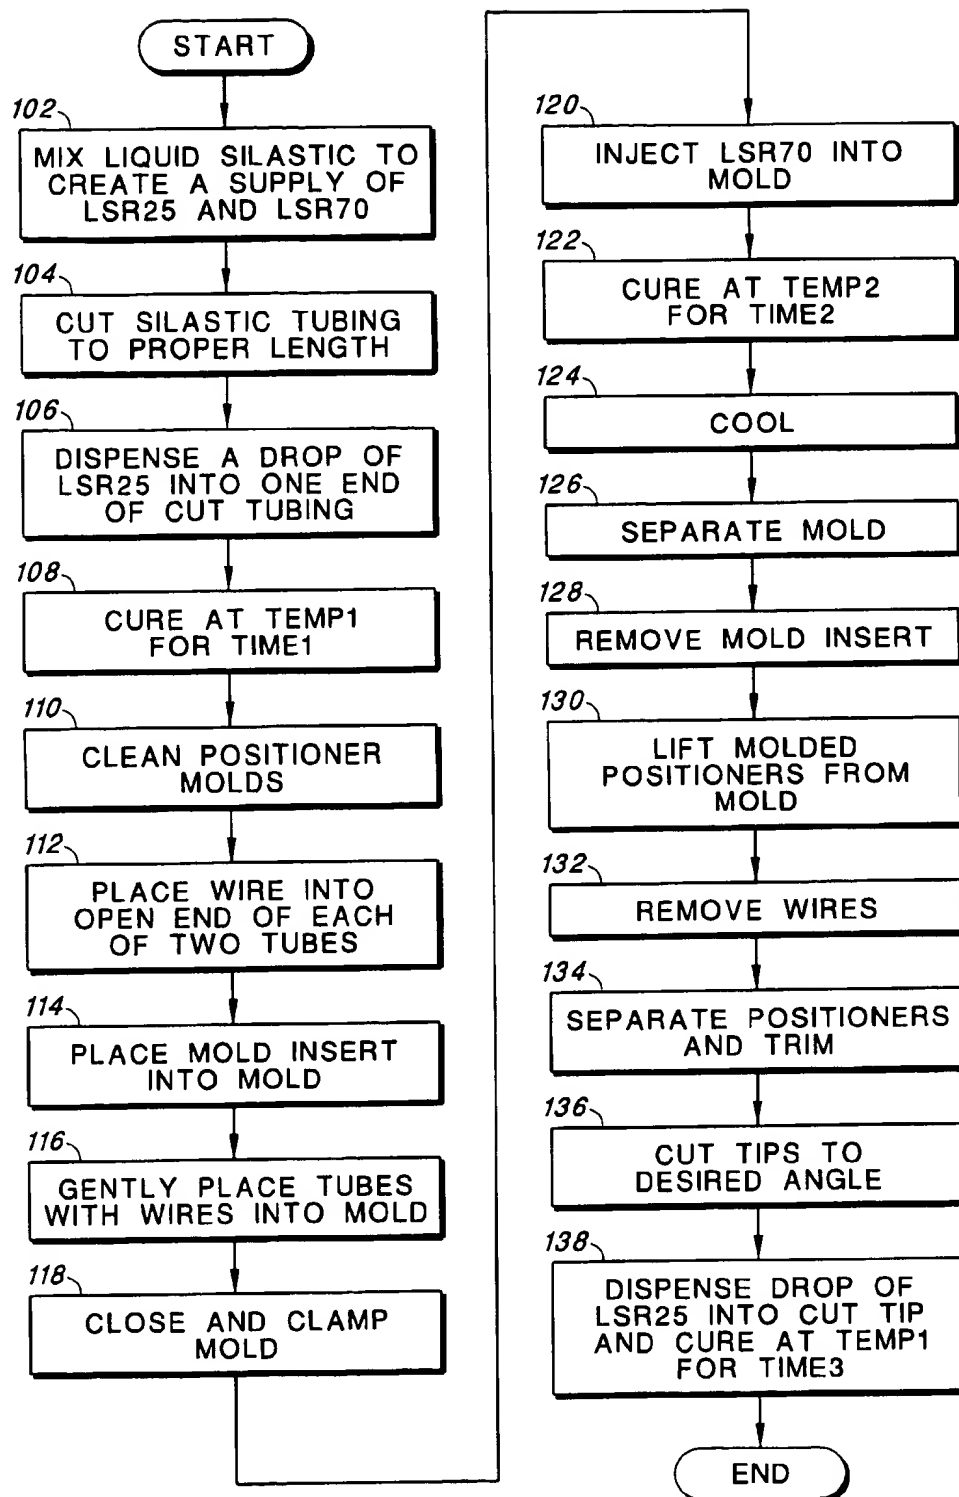 START
102
MIX LIQUID SILASTIC TO
CREATE A SUPPLY OF
LSR25 AND LSR70
104
CUT SILASTIC TUBING
TO PROPER LENGTH
106
DISPENSE A DROP OF
LSR25 INTO ONE END
OF CUT TUBING
108
CURE AT TEMP1
FOR TIME1
110
CLEAN POSITIONER
MOLDS
112
PLACE WIRE INTO
OPEN END OF EACH
OF TWO TUBES
114
PLACE MOLD INSERT
INTO MOLD
116
GENTLY PLACE TUBES
WITH WIRES INTO MOLD
118
CLOSE AND CLAMP
MOLD
120
INJECT LSR70 INTO
MOLD
122
CURE AT TEMP2
FOR TIME2
124
COOL
126
SEPARATE MOLD
128
REMOVE MOLD INSERT
130
LIFT MOLDED
POSITIONERS FROM
MOLD
132
REMOVE WIRES
134
SEPARATE POSITIONERS
AND TRIM
136
CUT TIPS TO
DESIRED ANGLE
138
DISPENSE DROP OF
LSR25 INTO CUT TIP
AND CURE AT TEMP1
FOR TIME3
END